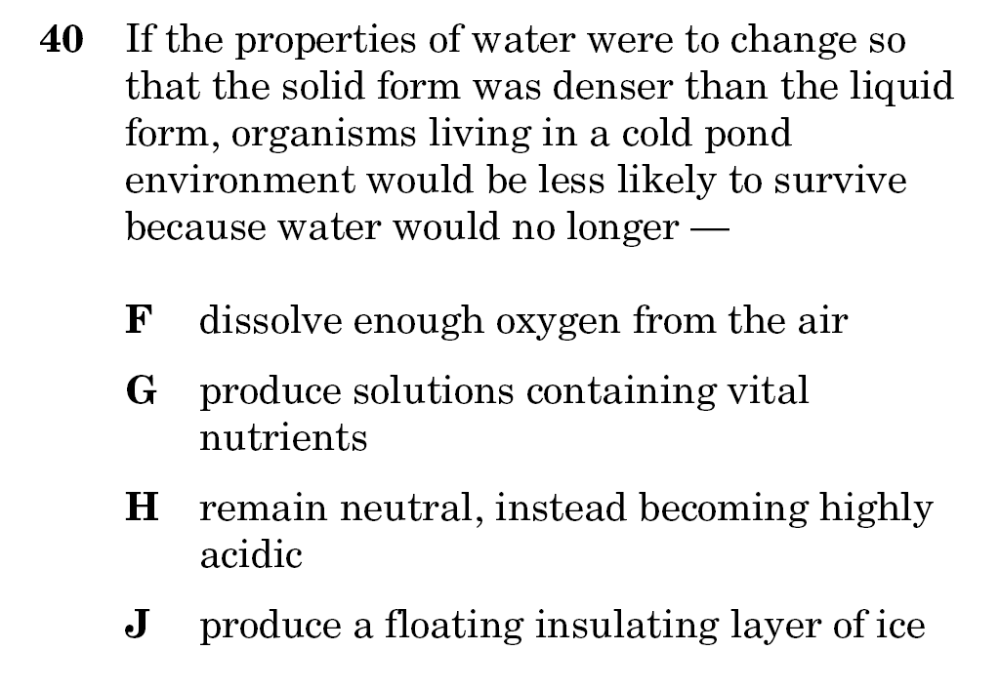 40 If the properties of water were to change so
that the solid form was denser than the liquid
form, organisms living in a cold pond
environment would be less likely to survive
because water would no longer —
F dissolve enough oxygen from the air
G produce solutions containing vital
nutrients
H remain neutral, instead becoming highly
acidic
J produce a floating insulating layer of ice